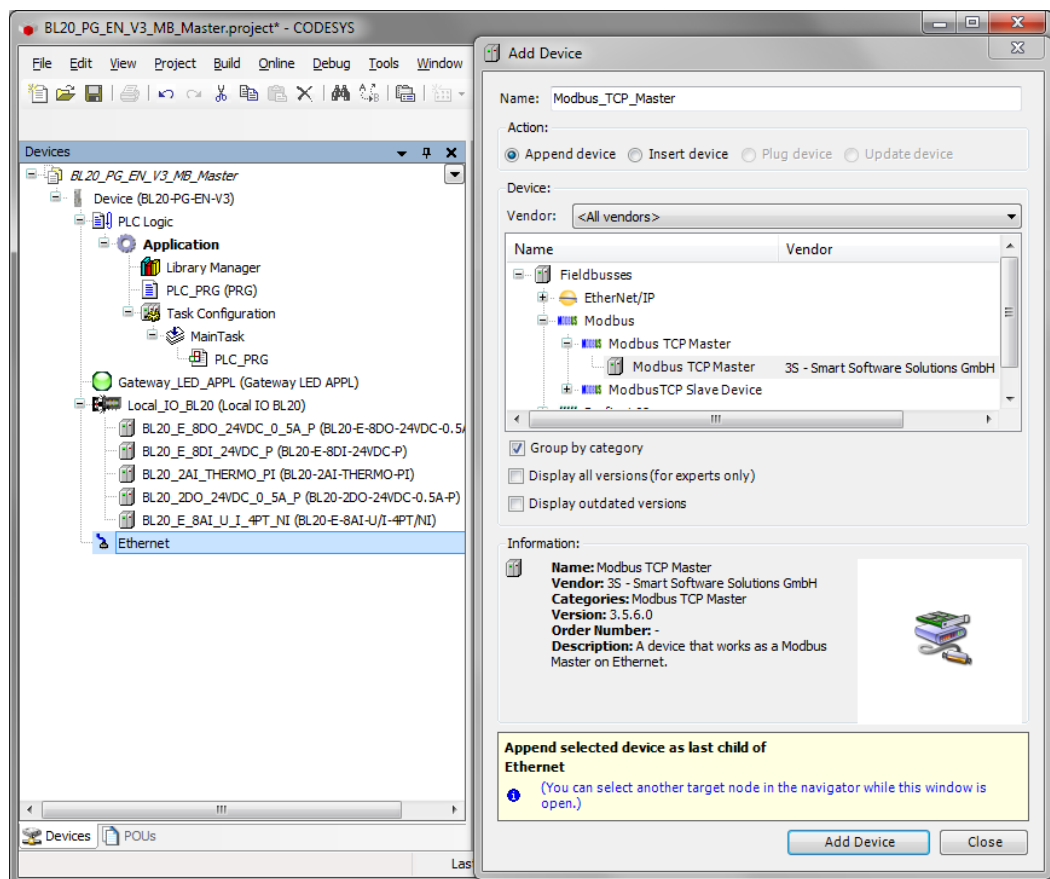 BL20_PG_EN_V3_MB_Master.project* - CODESYS
File Edit View Project Build Online Debug Tools Window
Devices
BL20_PG_EN_V3_MB_Master
Device (BL20-PG-EN-V3)
PLC Logic
Application
Library Manager
PLC_PRG (PRG)
Task Configuration
MainTask
PLC_PRG
Gateway_LED_APPL (Gateway LED APPL)
Local_IO_BL20 (Local IO BL20)
BL20_E_8DO_24VDC_0_5A_P (BL20-E-8DO-24VDC-0.5A
BL20_E_8DI_24VDC_P (BL20-E-8DI-24VDC-P)
BL20_2AI_THERMO_PI (BL20-2AI-THERMO-PI)
BL20_2DO_24VDC_0_5A_P (BL20-2DO-24VDC-0.5A-P)
BL20_E_8AI_U_I_4PT_NI (BL20-E-8AI-U/I-4PT/NI)
Ethernet
Devices POUs
Las
Add Device
Name: Modbus_TCP_Master
Action:
Append device Insert device Plug device Update device
Device:
Vendor: <All vendors>
Name Vendor
Fieldbusses
EtherNet/IP
Modbus
Modbus TCP Master
Modbus TCP Master 3S - Smart Software Solutions GmbH
ModbusTCP Slave Device
Group by category
Display all versions (for experts only)
Display outdated versions
Information:
Name: Modbus TCP Master
Vendor: 3S - Smart Software Solutions GmbH
Categories: Modbus TCP Master
Version: 3.5.6.0
Order Number: -
Description: A device that works as a Modbus
Master on Ethernet.
Append selected device as last child of
Ethernet
(You can select another target node in the navigator while this window is
open.)
Add Device Close